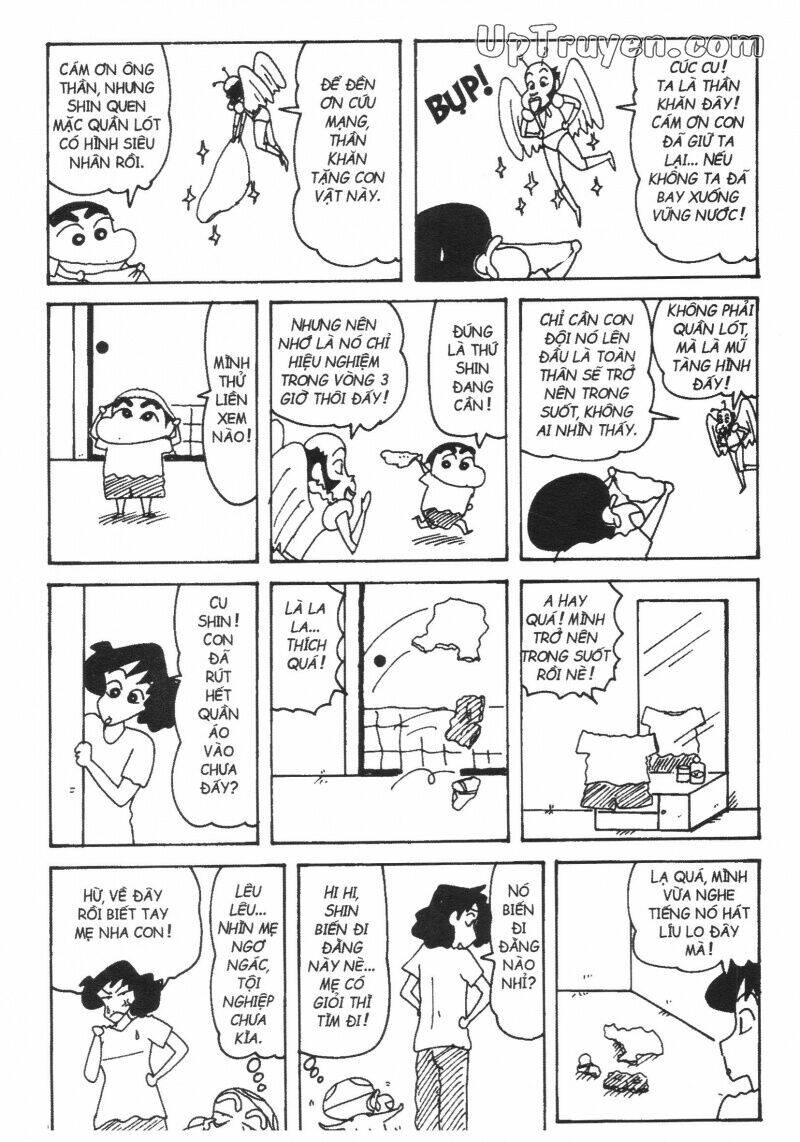 UpTruyen.com
BỤP!
CÚC CU!
TA LÀ THẦN
KHĂN ĐÂY!
CÁM ƠN CON
ĐÃ GIỮ TA
LẠI... NẾU
KHÔNG TA ĐÃ
BAY XUỐNG
VŨNG NƯỚC!
ĐỂ ĐỀN
ƠN CỨU
MẠNG,
THẦN
KHĂN
TẶNG CON
VẬT NÀY.
CÁM ƠN ÔNG
THẦN, NHƯNG
SHIN QUEN
MẶC QUẦN LÓT
CÓ HÌNH SIÊU
NHÂN RỒI.
KHÔNG PHẢI
QUẦN LÓT,
MÀ LÀ MŨ
TÀNG HÌNH
ĐẤY!
CHỈ CẦN CON
ĐỘI NÓ LÊN
ĐẦU LÀ TOÀN
THÂN SẼ TRỞ
NÊN TRONG
SUỐT, KHÔNG
AI NHÌN THẤY.
ĐÚNG
LÀ THỨ
SHIN
ĐANG
CẦN!
NHƯNG NÊN
NHỚ LÀ NÓ CHỈ
HIỆU NGHIỆM
TRONG VÒNG 3
GIỜ THÔI ĐẤY!
MÌNH
THỬ
LIỀN
XEM
NÀO!
A HAY
QUÁ! MÌNH
TRỞ NÊN
TRONG SUỐT
RỒI NÈ!
LÀ LA
LA...
THÍCH
QUÁ!
CU
SHIN!
CON
ĐÃ
RÚT
HẾT
QUẦN
ÁO
VÀO
CHƯA
ĐẤY?
LẠ QUÁ, MÌNH
VỪA NGHE
TIẾNG NÓ HÁT
LÍU LO ĐÂY
MÀ!
NÓ
BIẾN
ĐI
ĐẰNG
NÀO
NHỈ?
HI HI,
SHIN
BIẾN ĐI
ĐẰNG
NÀY NÈ...
MẸ CÓ
GIỎI THÌ
TÌM ĐI!
LÊU
LÊU...
NHÌN MẸ
NGƠ
NGÁC,
TỘI
NGHIỆP
CHƯA
KÌA.
HỪ, VỀ ĐÂY
RỒI BIẾT TAY
MẸ NHA CON!